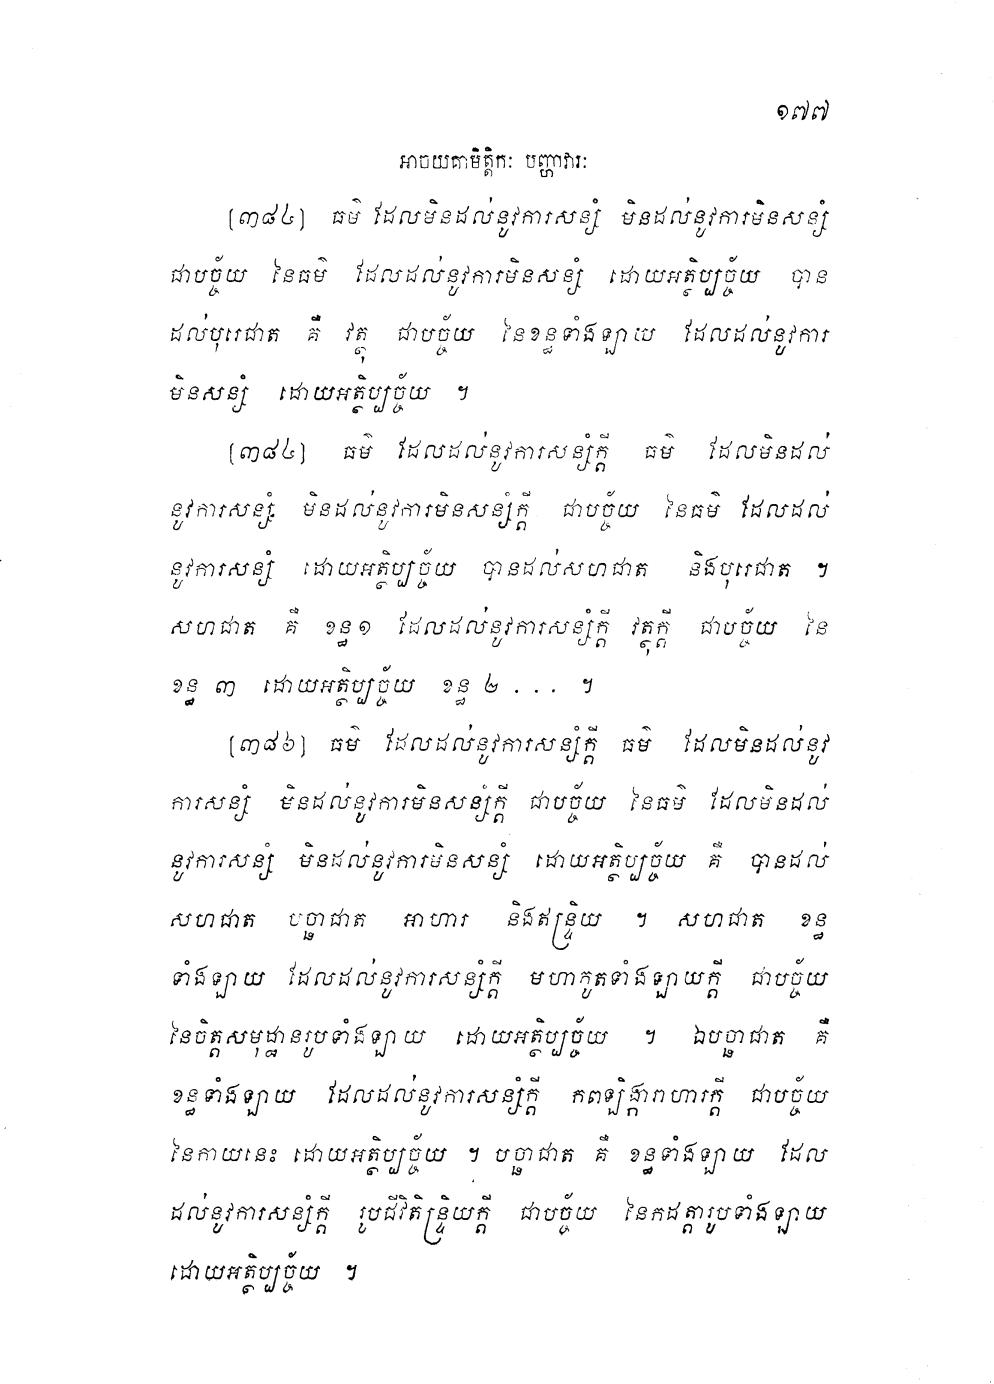 ១៧៧
អាចយគាមិត្តិកៈ បញ្ហាវារៈ
[៣៨៤] ធម៌ ដែលមិនដល់នូវការសន្សំ មិនដល់នូវការមិនសន្សំ
ជាបច្ច័យ នៃធម៌ ដែលដល់នូវការមិនសន្សំ ដោយអត្ថិប្បច្ច័យ បាន
ដល់បុរេជាត គឺ វត្ថុ ជាបច្ច័យ នៃខន្ធទាំងឡាយ ដែលដល់នូវការ
មិនសន្សំ ដោយអត្ថិប្បច្ច័យ ។
[៣៨៤] ធម៌ ដែលដល់នូវការសន្សំក្តី ធម៌ ដែលមិនដល់
នូវការសន្សំ មិនដល់នូវការមិនសន្សំក្តី ជាបច្ច័យ នៃធម៌ ដែលដល់
នូវការសន្សំ ដោយអត្ថិប្បច្ច័យ បានដល់សហជាត និងបុរេជាត ។
សហជាត គឺ ខន្ធ១ ដែលដល់នូវការសន្សំក្តី វត្ថុក្តី ជាបច្ច័យ នៃ
ខន្ធ ៣ ដោយអត្ថិប្បច្ច័យ ខន្ធ ២ . . . ។
[៣៨៦] ធម៌ ដែលដល់នូវការសន្សំក្តី ធម៌ ដែលមិនដល់នូវ
ការសន្សំ មិនដល់នូវការមិនសន្សំក្តី ជាបច្ច័យ នៃធម៌ ដែលមិនដល់
នូវការសន្សំ មិនដល់នូវការមិនសន្សំ ដោយអត្ថិប្បច្ច័យ គឺ បានដល់
សហជាត បច្ឆាជាត អាហារ និងឥន្ទ្រិយ ។ សហជាត ខន្ធ
ទាំងឡាយ ដែលដល់នូវការសន្សំក្តី មហាភូតទាំងឡាយក្តី ជាបច្ច័យ
នៃចិត្តសមុដ្ឋានរូបទាំងឡាយ ដោយអត្ថិប្បច្ច័យ ។ ឯបច្ឆាជាត គឺ
ខន្ធទាំងឡាយ ដែលដល់នូវការសន្សំក្តី កពឡិង្ការាហារក្តី ជាបច្ច័យ
នៃកាយនេះ ដោយអត្ថិប្បច្ច័យ ។ បច្ឆាជាត គឺ ខន្ធទាំងឡាយ ដែល
ដល់នូវការសន្សំក្តី រូបជីវិតិន្ទ្រិយក្តី ជាបច្ច័យ នៃកដត្តារូបទាំងឡាយ
ដោយអត្ថិប្បច្ច័យ ។